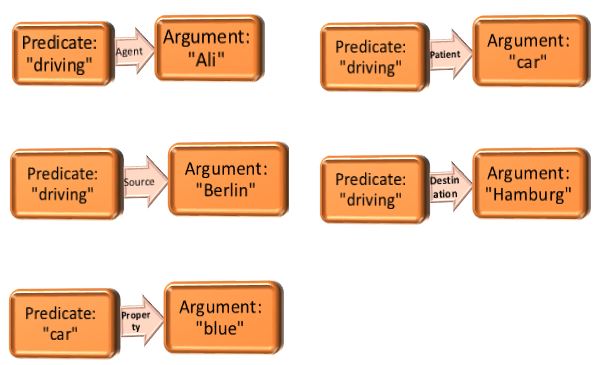 Predicate:
"driving"
Agent
Argument:
"Ali"
Predicate:
"driving"
Patient
Argument:
"car"
Predicate:
"driving"
Source
Argument:
"Berlin"
Predicate:
"driving"
Destin
ation
Argument:
"Hamburg"
Predicate:
"car"
Proper
ty
Argument:
"blue"